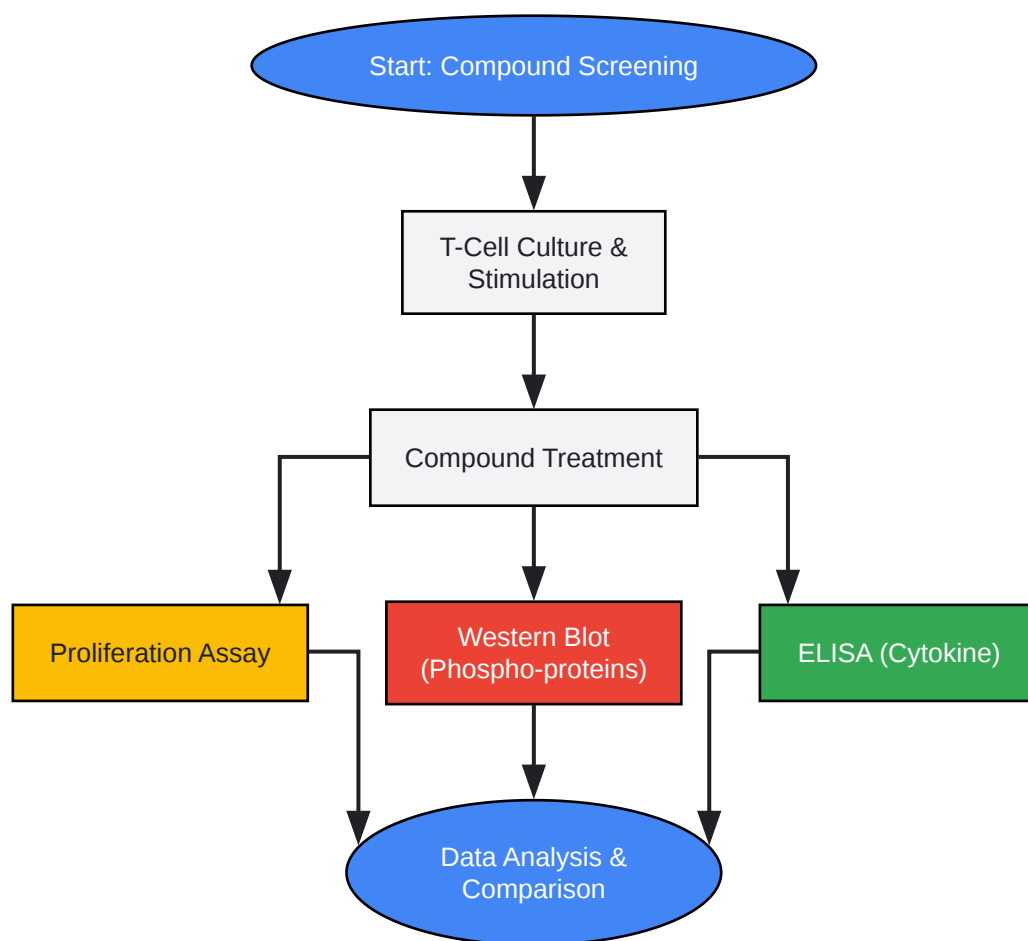 Start: Compound Screening
T-Cell Culture &
Stimulation
Compound Treatment
Proliferation Assay
Western Blot
(Phospho-proteins)
ELISA (Cytokine)
Data Analysis &
Comparison